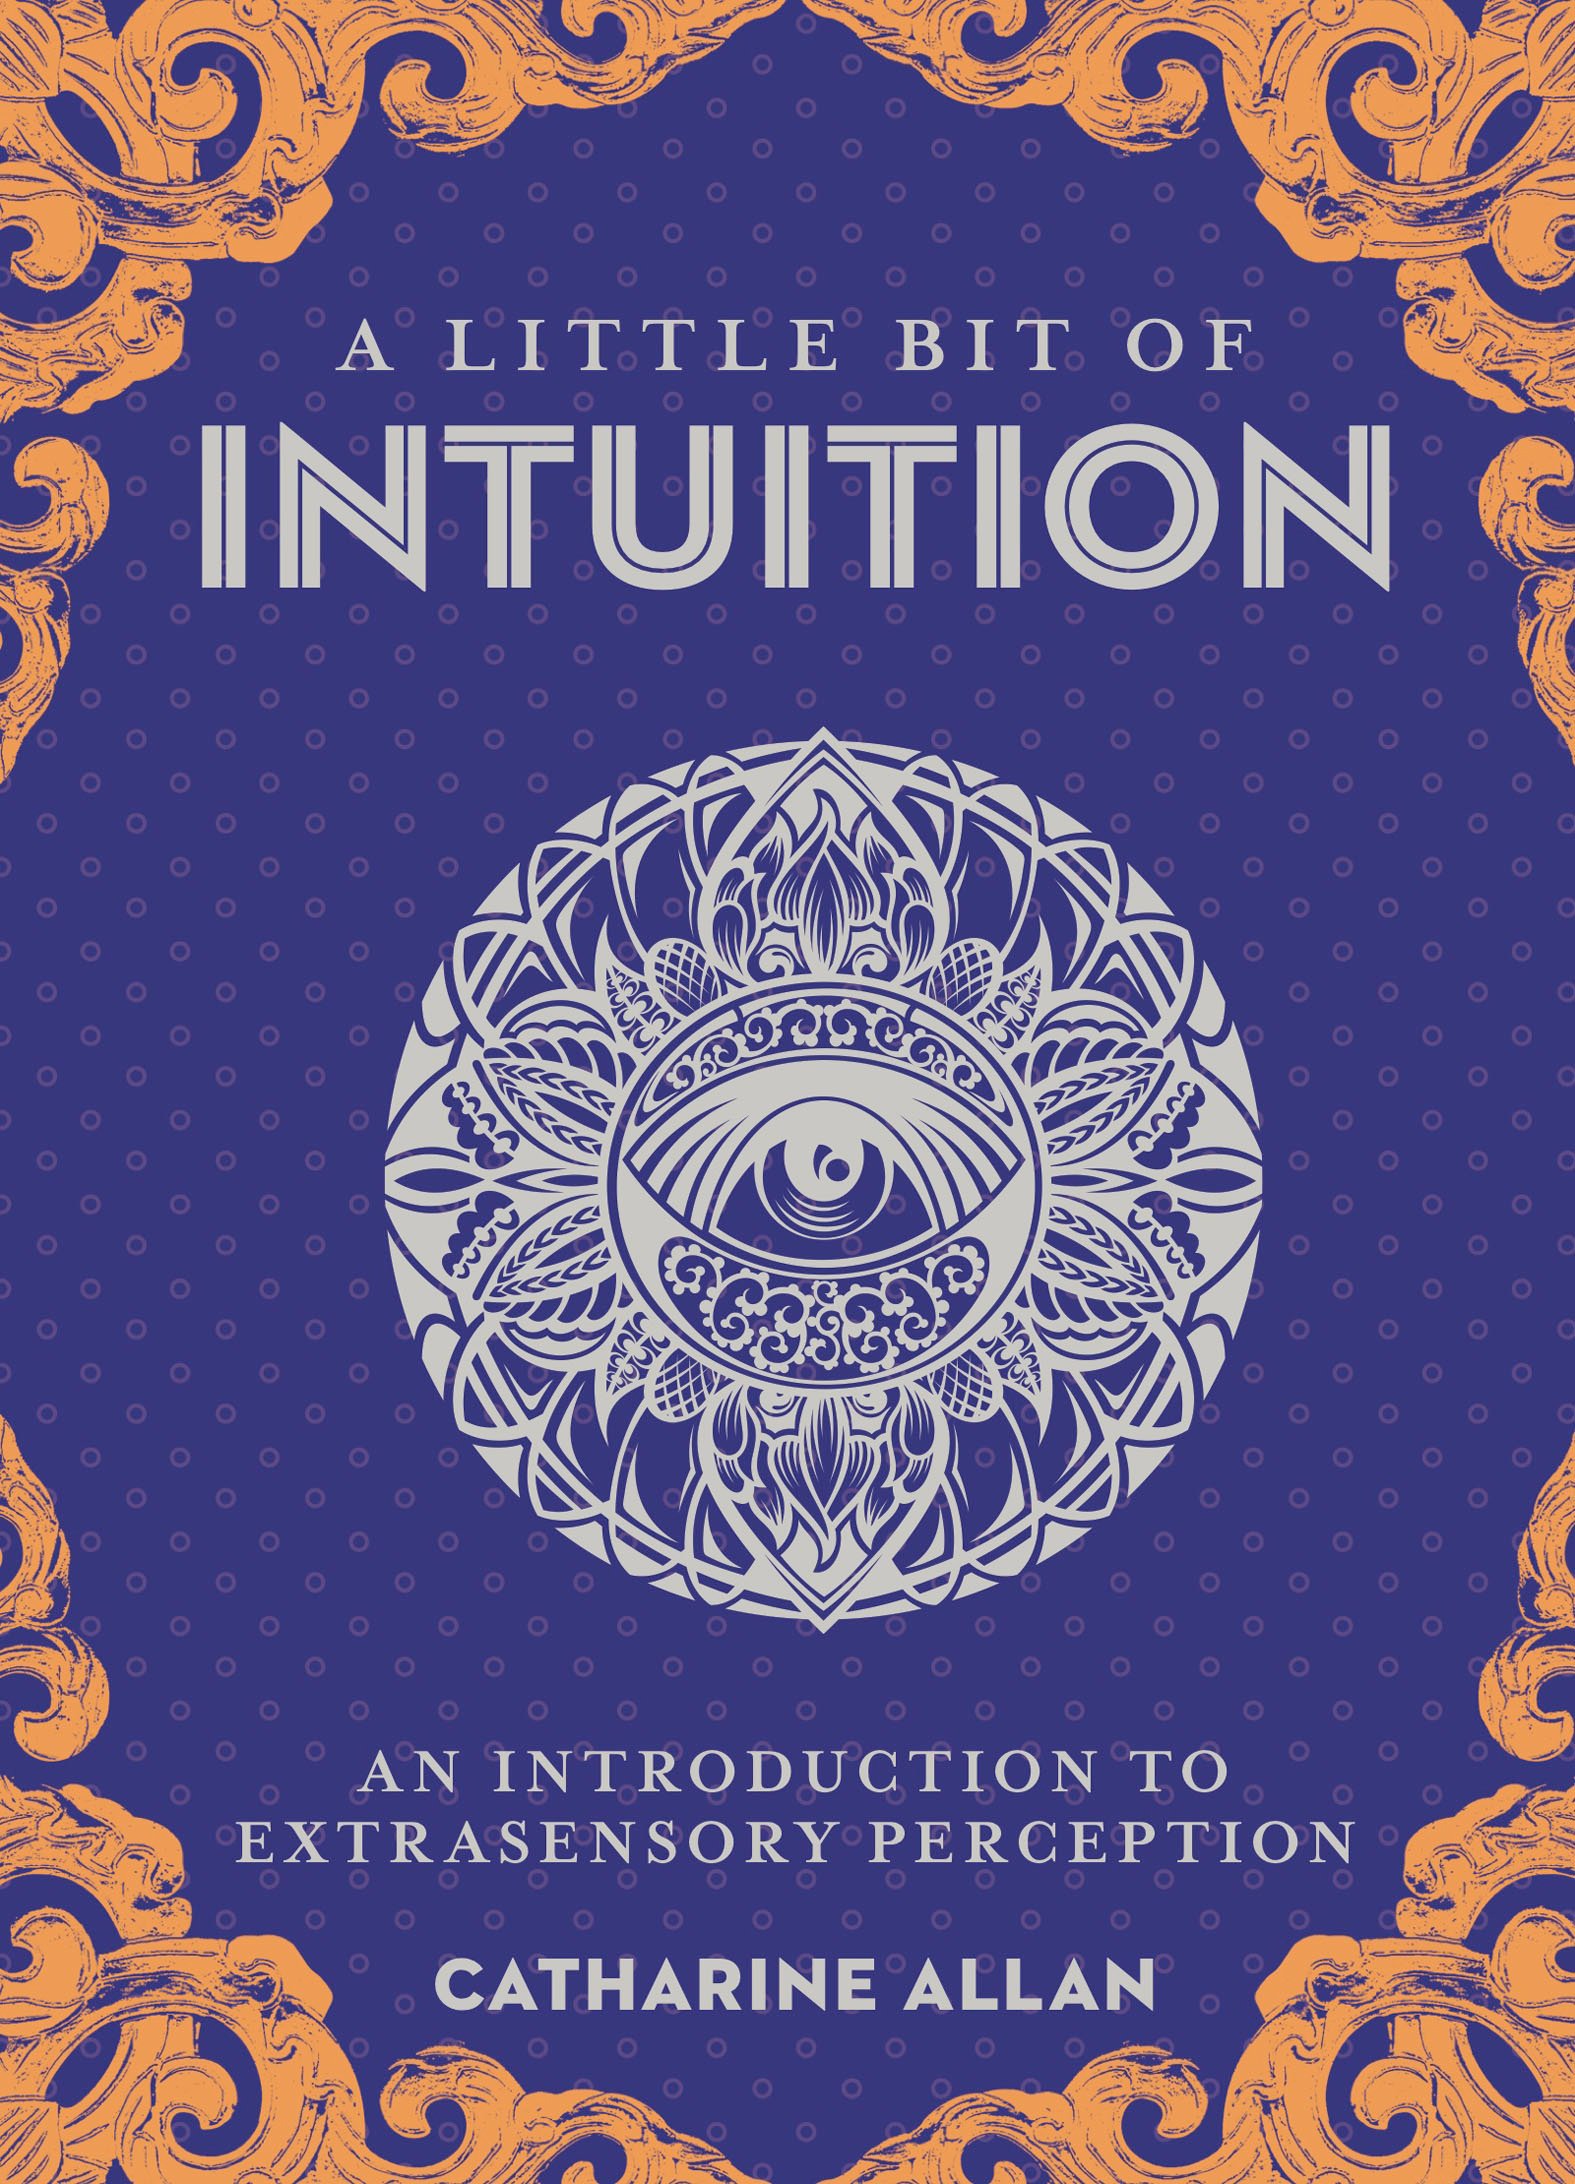 A LITTLE BIT OF
INTUITION
AN INTRODUCTION TO
EXTRASENSORY PERCEPTION
CATHARINE ALLAN